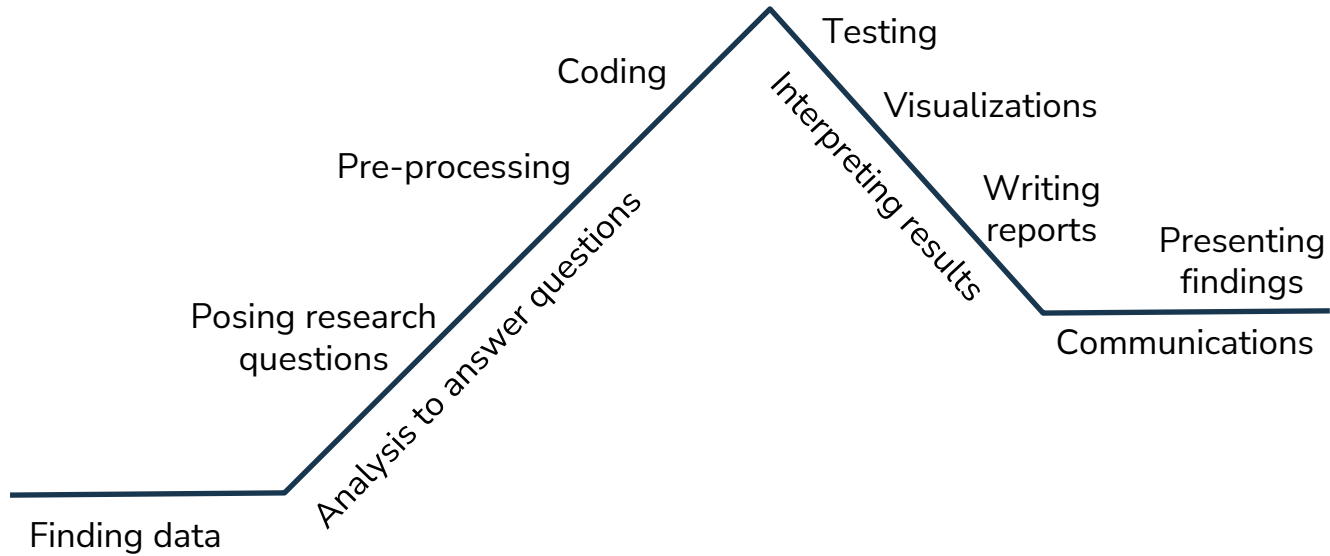 Finding data
Posing research
questions
Pre-processing
Coding
Analysis to answer questions
Testing
Visualizations
Writing
reports
Interpreting results
Presenting
findings
Communications